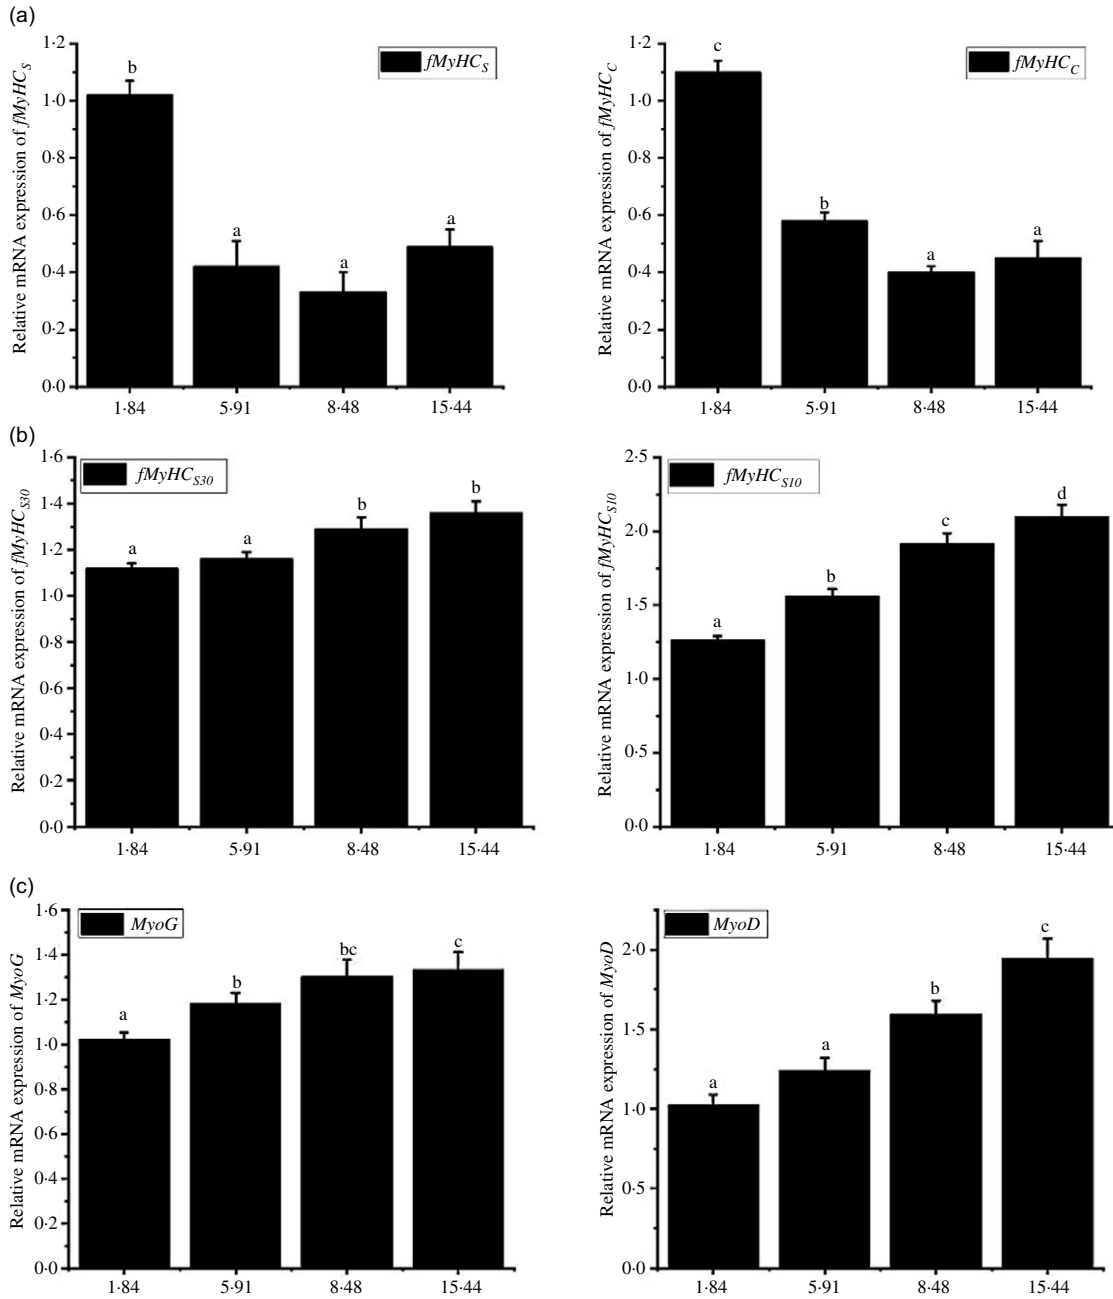 (a)
Relative mRNA expression of fMyHCS
1·2
1·0
0·8
0·6
0·4
0·2
0·0
fMyHCS
b
a
a
a
1·84 5·91 8·48 15·44
Relative mRNA expression of fMyHCC
1·2
1·0
0·8
0·6
0·4
0·2
0·0
fMyHCC
c
b
a
a
1·84 5·91 8·48 15·44
(b)
Relative mRNA expression of fMyHCS30
1·6
1·4
1·2
1·0
0·8
0·6
0·4
0·2
0·0
fMyHCS30
a
a
b
b
1·84 5·91 8·48 15·44
Relative mRNA expression of fMyHCS10
2·5
2·0
1·5
1·0
0·5
0·0
fMyHCS10
a
b
c
d
1·84 5·91 8·48 15·44
(c)
Relative mRNA expression of MyoG
1·6
1·4
1·2
1·0
0·8
0·6
0·4
0·2
0·0
MyoG
a
b
bc
c
1·84 5·91 8·48 15·44
Relative mRNA expression of MyoD
2·0
1·5
1·0
0·5
0·0
MyoD
a
a
b
c
1·84 5·91 8·48 15·44